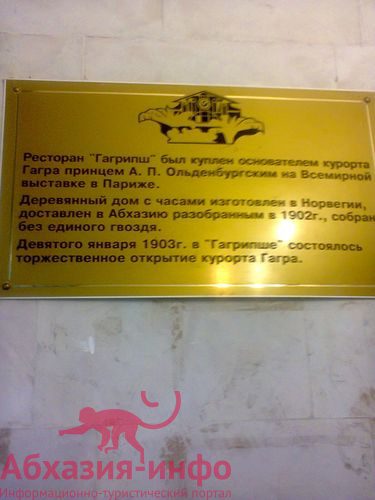 Ресторан "Гагрипш" был куплен основателем курорта
Гагра принцем А. П. Ольденбургским на Всемирной
выставке в Париже.
Деревянный дом с часами изготовлен в Норвегии,
доставлен в Абхазию разобранным в 1902г., собран
без единого гвоздя.
Девятого января 1903г. в "Гагрипше" состоялось
торжественное открытие курорта Гагра.
Абхазия-инфо
Информационно-туристический портал